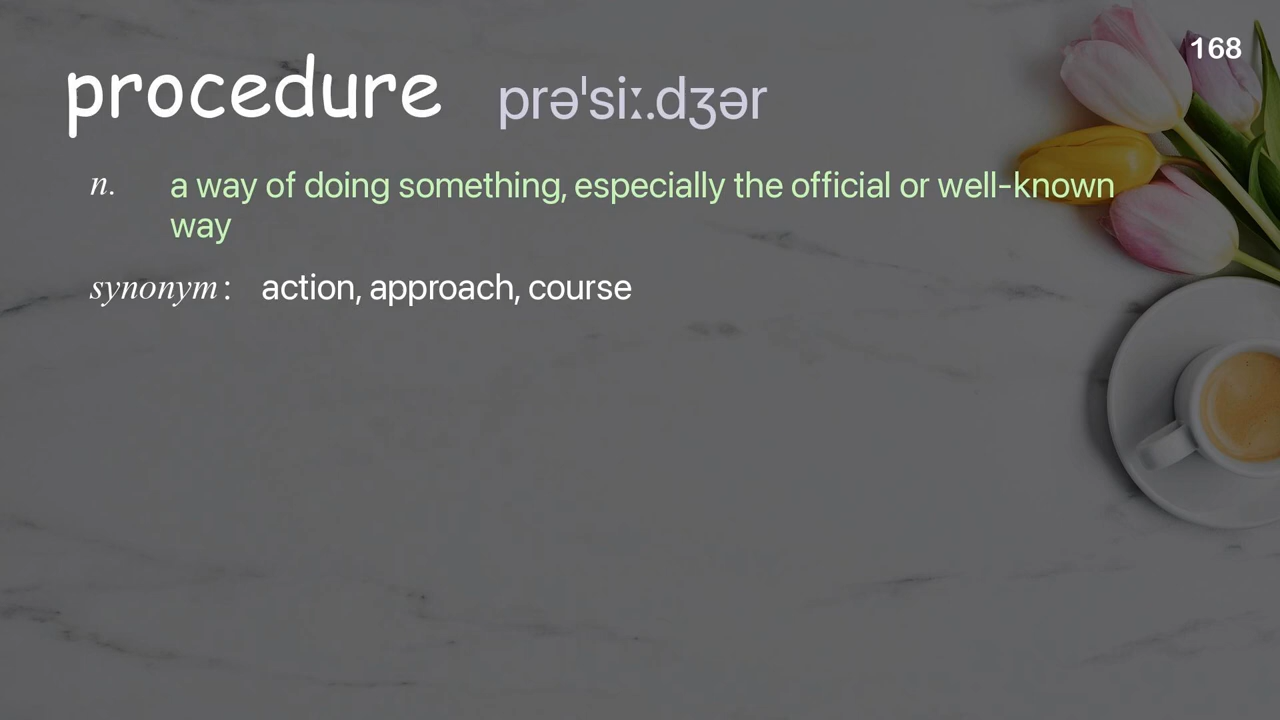 168
procedure prəˈsiː.dʒər
n. a way of doing something, especially the official or well-known
way
synonym : action, approach, course